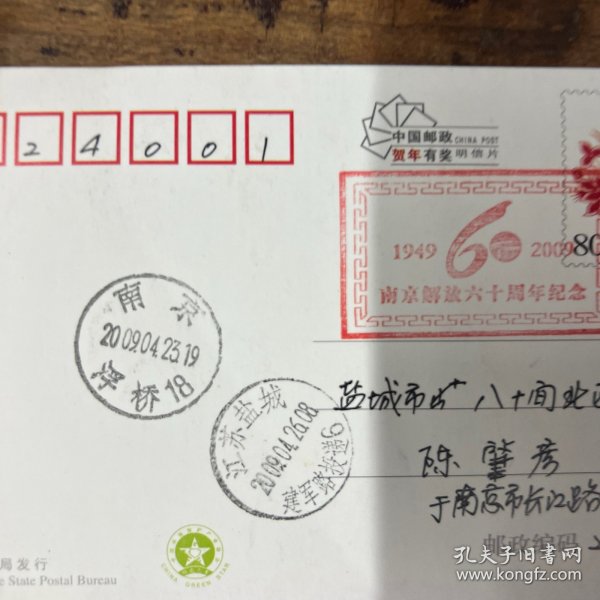 24001
中国邮政 CHINA POST
贺年有奖 明信片
1949 60 2009
南京解放六十周年纪念
80
南京
2009.04.23.19
浮桥18
江苏盐城
2009.04.26.08
建军路投递6
盐城市 八十间北
陈肇彦
于南京市长江路
邮政编码
局发行
e State Postal Bureau
CHINA GREEN STAR
孔夫子旧书网
www.kongfz.com